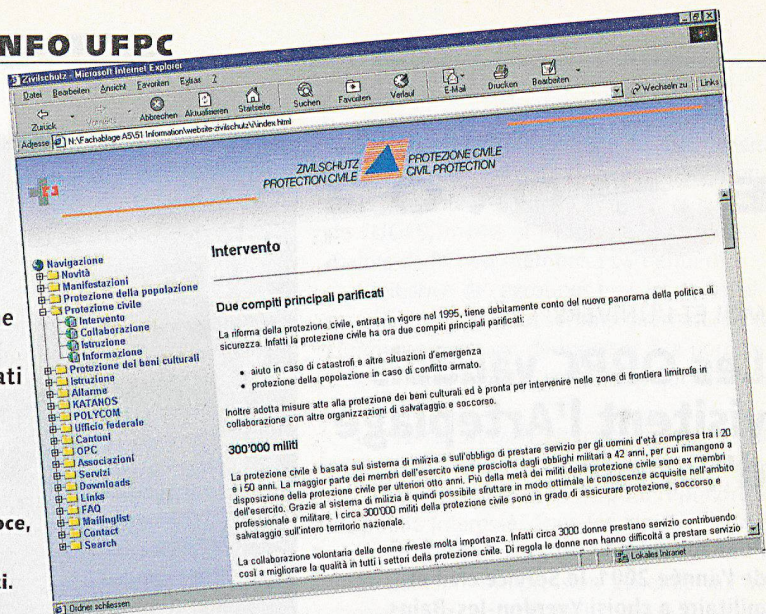 NFO UFPC
Zivilschutz - Microsoft Internet Explorer
Datei Bearbeiten Ansicht Favoriten Extras ?
Zurück Abbrechen Aktualisieren Startseite Suchen Favoriten Verlauf E-Mail Drucken Bearbeiten
Adresse N:\Fachablage A5\51 Information\website-zivilschutz\i\index.html Wechseln zu Links
ZIVILSCHUTZ PROTEZIONE CIVILE
PROTECTION CIVILE CIVIL PROTECTION
Navigazione
Novità
Manifestazioni
Protezione della popolazione
Protezione civile
Intervento
Collaborazione
Istruzione
Informazione
Protezione dei beni culturali
Istruzione
Allarme
KATANOS
POLYCOM
Ufficio federale
Cantoni
OPC
Associazioni
Servizi
Downloads
Links
FAQ
Mailinglist
Contact
Search
Intervento
Due compiti principali parificati
La riforma della protezione civile, entrata in vigore nel 1995, tiene debitamente conto del nuovo panorama della politica di
sicurezza. Infatti la protezione civile ha ora due compiti principali parificati:
• aiuto in caso di catastrofi e altre situazioni d'emergenza
• protezione della popolazione in caso di conflitto armato.
Inoltre adotta misure atte alla protezione dei beni culturali ed è pronta per intervenire nelle zone di frontiera limitrofe in
collaborazione con altre organizzazioni di salvataggio e soccorso.
300'000 militi
La protezione civile è basata sul sistema di milizia e sull'obbligo di prestare servizio per gli uomini d'età compresa tra i 20
e i 50 anni. La maggior parte dei membri dell'esercito viene prosciolta dagli obblighi militari a 42 anni, per cui rimangono a
disposizione della protezione civile per ulteriori otto anni. Più della metà dei militi della protezione civile sono ex membri
dell'esercito. Grazie al sistema di milizia è quindi possibile sfruttare in modo ottimale le conoscenze acquisite nell'ambito
professionale e militare. I circa 300'000 militi della protezione civile sono in grado di assicurare protezione, soccorso e
salvataggio sull'intero territorio nazionale.
La collaborazione volontaria delle donne riveste molta importanza. Infatti circa 3000 donne prestano servizio contribuendo
così a migliorare la qualità in tutti i settori della protezione civile. Di regola le donne non hanno difficoltà a prestare servizio
Ordner schliessen
Lokales Intranet
e
ati
oce,
ci.